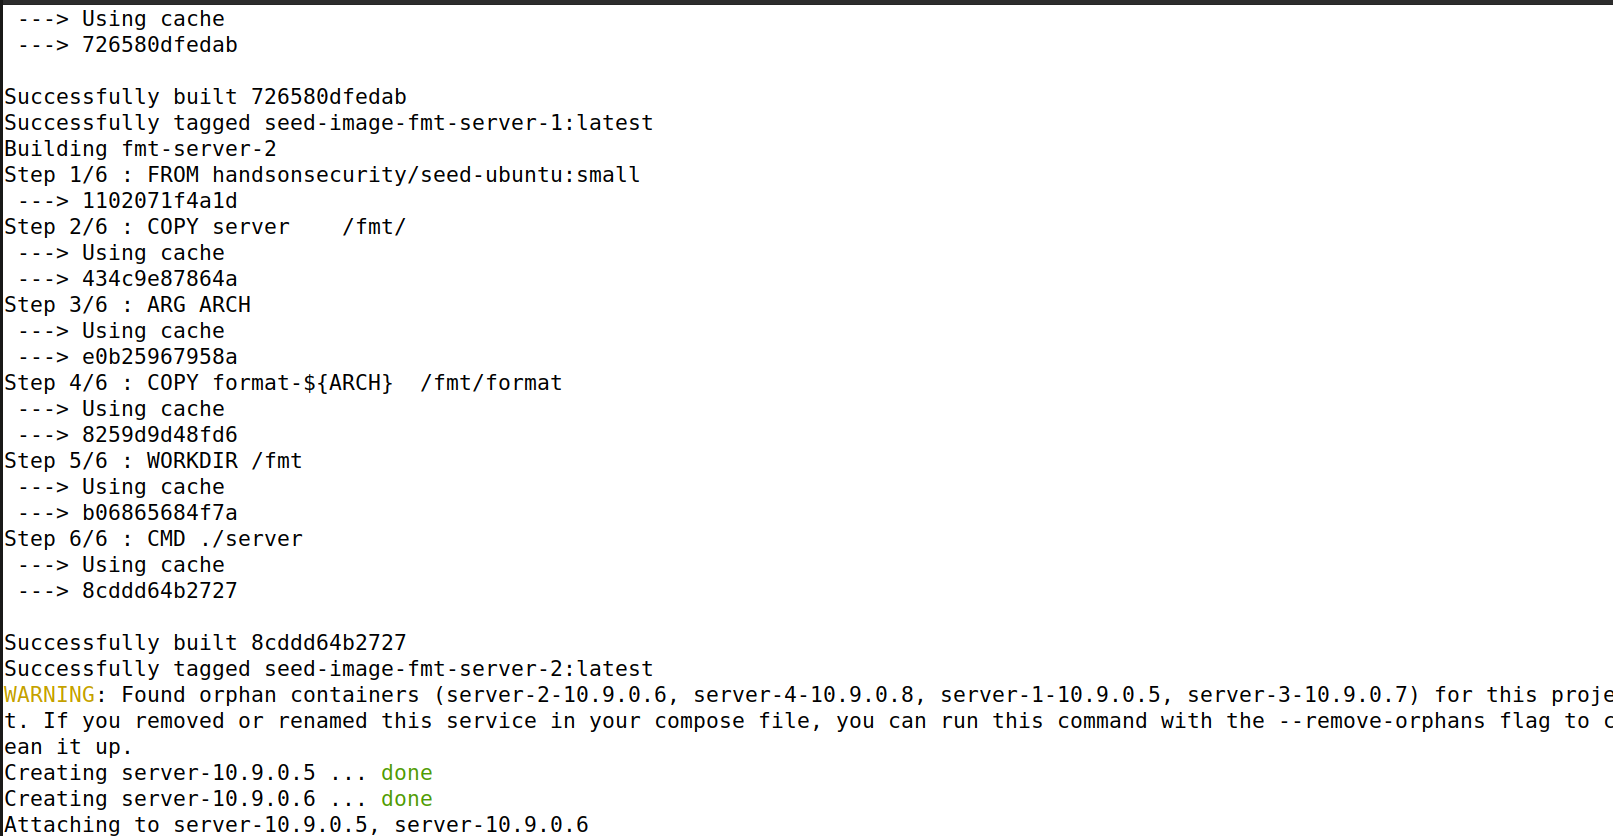 ---> Using cache
 ---> 726580dfedab

Successfully built 726580dfedab
Successfully tagged seed-image-fmt-server-1:latest
Building fmt-server-2
Step 1/6 : FROM handsonsecurity/seed-ubuntu:small
 ---> 1102071f4a1d
Step 2/6 : COPY server    /fmt/
 ---> Using cache
 ---> 434c9e87864a
Step 3/6 : ARG ARCH
 ---> Using cache
 ---> e0b25967958a
Step 4/6 : COPY format-${ARCH}  /fmt/format
 ---> Using cache
 ---> 8259d9d48fd6
Step 5/6 : WORKDIR /fmt
 ---> Using cache
 ---> b06865684f7a
Step 6/6 : CMD ./server
 ---> Using cache
 ---> 8cddd64b2727

Successfully built 8cddd64b2727
Successfully tagged seed-image-fmt-server-2:latest
WARNING: Found orphan containers (server-2-10.9.0.6, server-4-10.9.0.8, server-1-10.9.0.5, server-3-10.9.0.7) for this proje
t. If you removed or renamed this service in your compose file, you can run this command with the --remove-orphans flag to c
ean it up.
Creating server-10.9.0.5 ... done
Creating server-10.9.0.6 ... done
Attaching to server-10.9.0.5, server-10.9.0.6